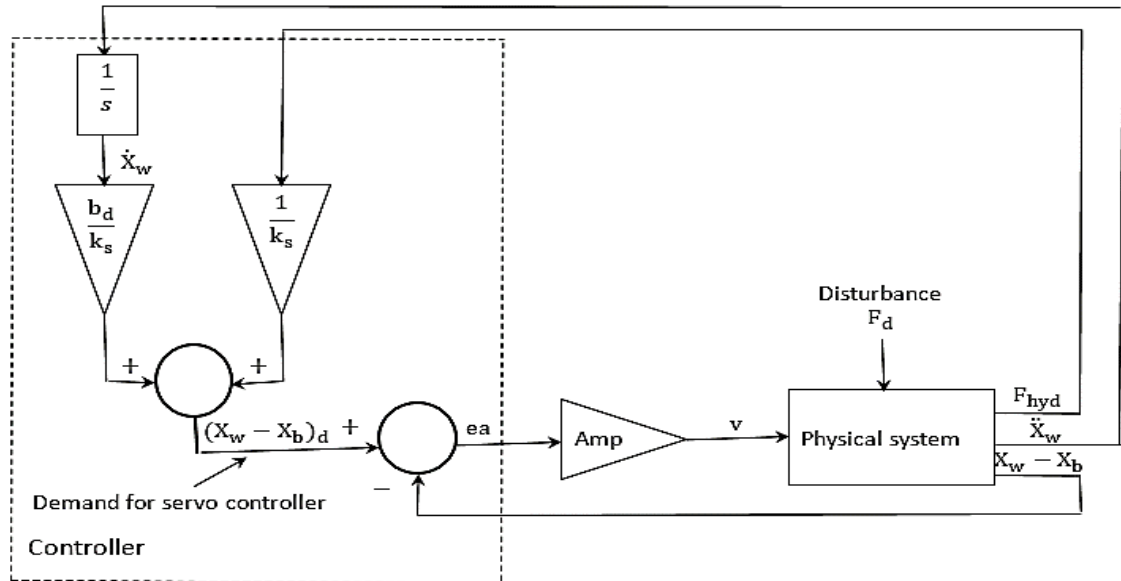 1
s
Ẋw
bd
ks
1
ks
+
+
(Xw − Xb)d
+
−
ea
Demand for servo controller
Controller
Amp
v
Disturbance
Fd
Physical system
Fhyd
Ẍw
Xw − Xb